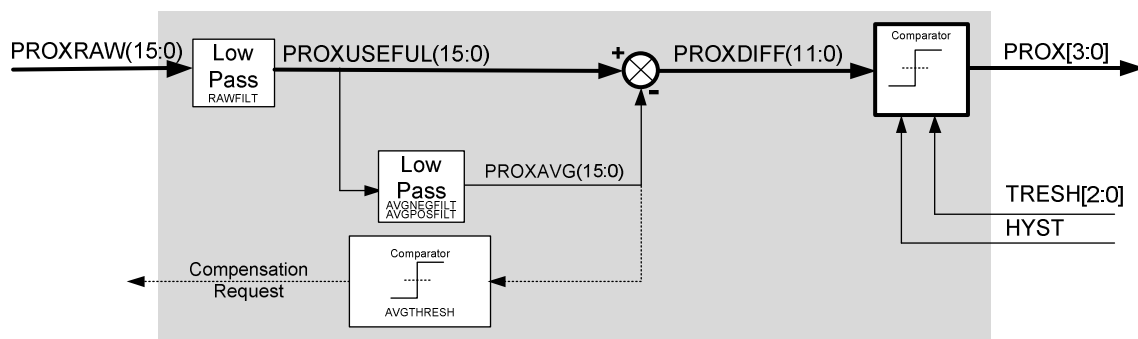 PROXRAW(15:0)
Low
Pass
RAWFILT
PROXUSEFUL(15:0)
+
-
PROXDIFF(11:0)
Comparator
PROX[3:0]
Low
Pass
AVGNEGFILT
AVGPOSFILT
PROXAVG(15:0)
TRESH[2:0]
HYST
Compensation
Request
Comparator
AVGTHRESH